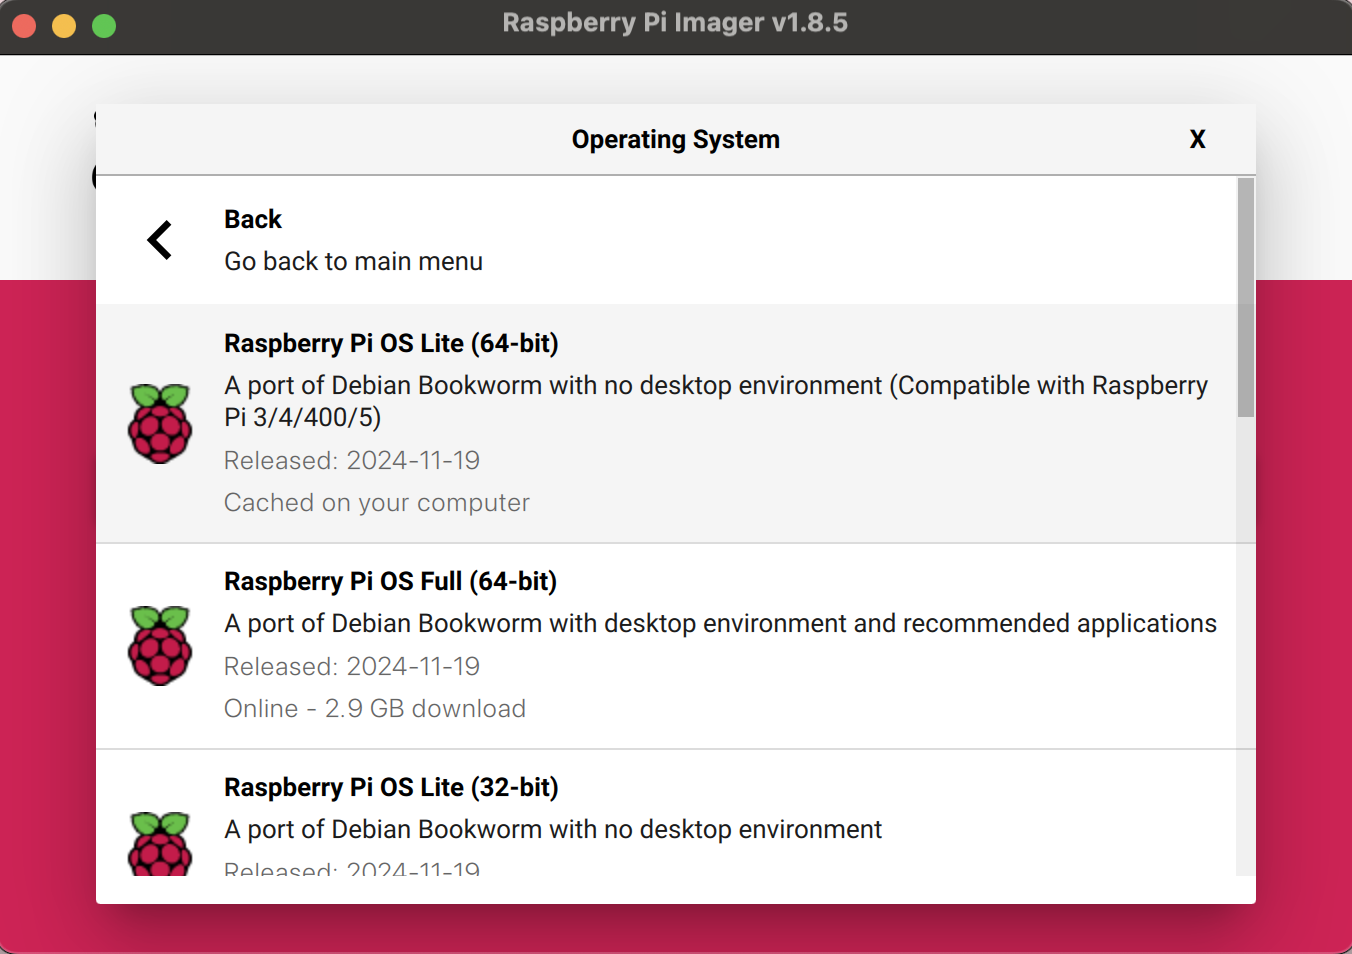 Raspberry Pi Imager v1.8.5
Operating System
X
Back
Go back to main menu
Raspberry Pi OS Lite (64-bit)
A port of Debian Bookworm with no desktop environment (Compatible with Raspberry
Pi 3/4/400/5)
Released: 2024-11-19
Cached on your computer
Raspberry Pi OS Full (64-bit)
A port of Debian Bookworm with desktop environment and recommended applications
Released: 2024-11-19
Online - 2.9 GB download
Raspberry Pi OS Lite (32-bit)
A port of Debian Bookworm with no desktop environment
Released: 2024-11-19